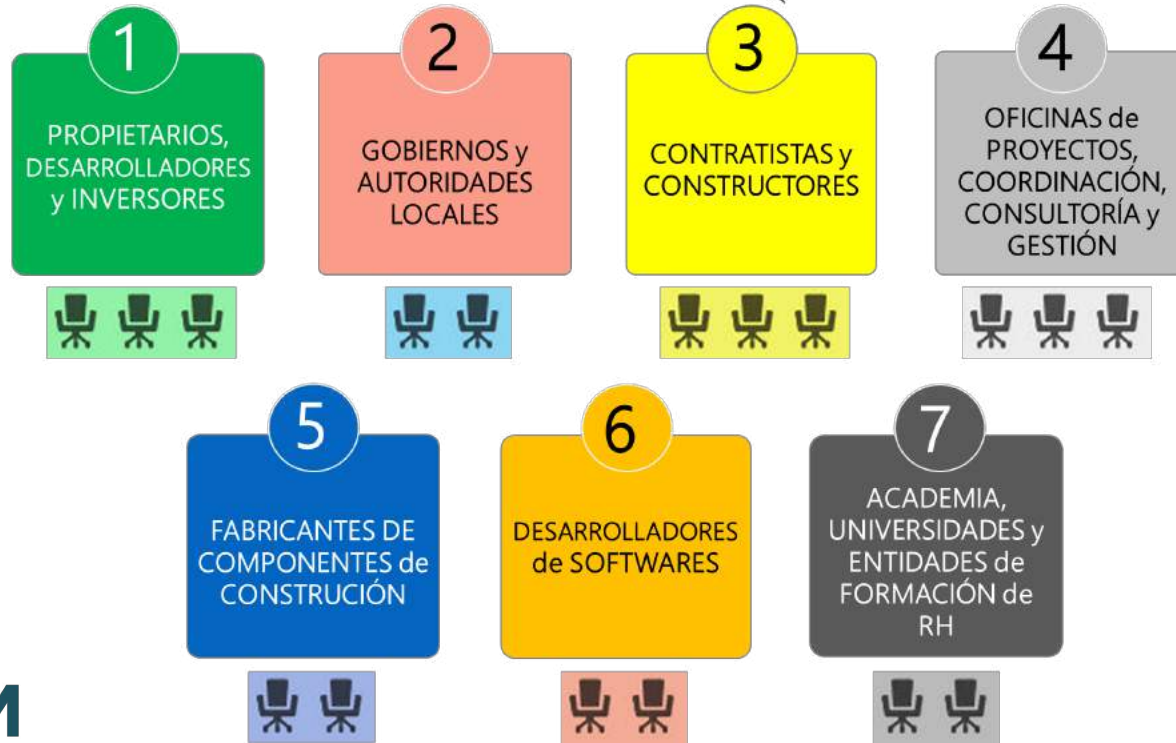 1
PROPIETARIOS,
DESARROLLADORES
y INVERSORES
2
GOBIERNOS y
AUTORIDADES
LOCALES
3
CONTRATISTAS y
CONSTRUCTORES
4
OFICINAS de
PROYECTOS,
COORDINACIÓN,
CONSULTORÍA y
GESTIÓN
5
FABRICANTES DE
COMPONENTES de
CONSTRUCIÓN
6
DESARROLLADORES
de SOFTWARES
7
ACADEMIA,
UNIVERSIDADES y
ENTIDADES de
FORMACIÓN de
RH